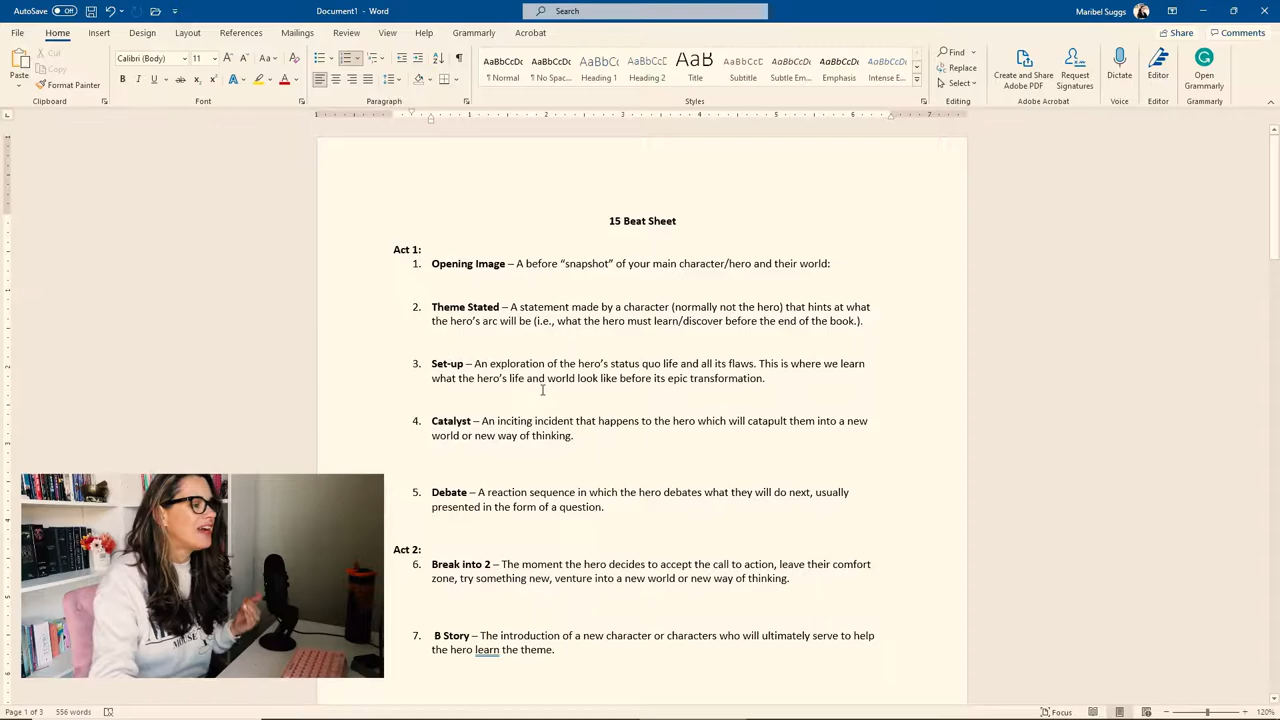 AutoSave Off Document1 - Word Search Maribel Suggs
File Home Insert Design Layout References Mailings Review View Help Grammarly Acrobat Share Comments
Cut
Copy
Format Painter
Paste
Calibri (Body) 11
Find
Replace
Select
AaBbCcDc AaBbCcDc AaBbCc AaBbCcD AaB AaBbCcD AaBbCcDc AaBbCcDc AaBbCcDc
¶ Normal ¶ No Spac... Heading 1 Heading 2 Title Subtitle Subtle Em... Emphasis Intense E...
Create and Share Adobe PDF
Request Signatures
Dictate
Editor
Open Grammarly
Clipboard Font Paragraph Styles Editing Adobe Acrobat Voice Editor Grammarly
15 Beat Sheet
Act 1:
1. Opening Image – A before “snapshot” of your main character/hero and their world:
2. Theme Stated – A statement made by a character (normally not the hero) that hints at what
the hero’s arc will be (i.e., what the hero must learn/discover before the end of the book.).
3. Set-up – An exploration of the hero’s status quo life and all its flaws. This is where we learn
what the hero’s life and world look like before its epic transformation.
4. Catalyst – An inciting incident that happens to the hero which will catapult them into a new
world or new way of thinking.
5. Debate – A reaction sequence in which the hero debates what they will do next, usually
presented in the form of a question.
Act 2:
6. Break into 2 – The moment the hero decides to accept the call to action, leave their comfort
zone, try something new, venture into a new world or new way of thinking.
7. B Story – The introduction of a new character or characters who will ultimately serve to help
the hero learn the theme.
Page 1 of 3 556 words Focus 120%